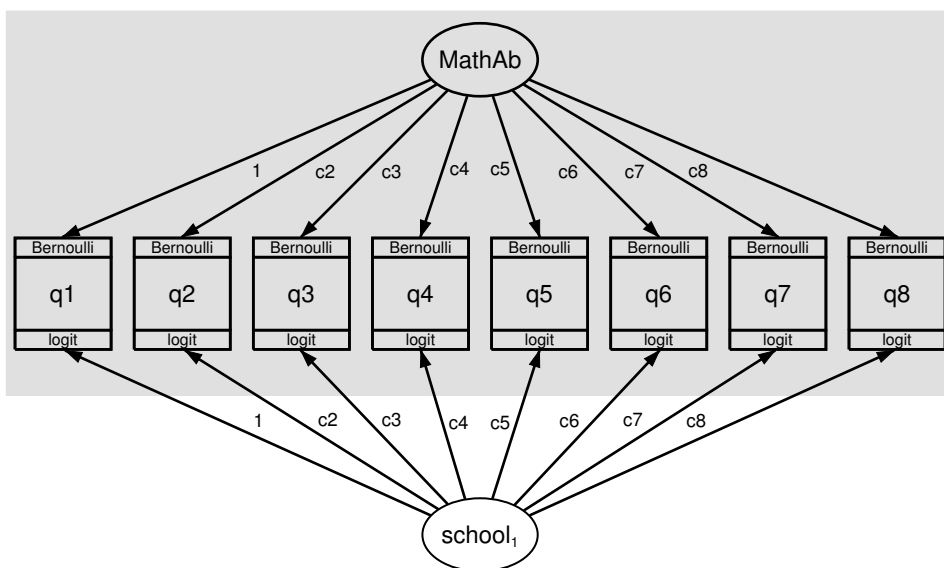 MathAb
1 c2 c3 c4 c5 c6 c7 c8
Bernoulli Bernoulli Bernoulli Bernoulli Bernoulli Bernoulli Bernoulli Bernoulli
q1 q2 q3 q4 q5 q6 q7 q8
logit logit logit logit logit logit logit logit
1 c2 c3 c4 c5 c6 c7 c8
school₁